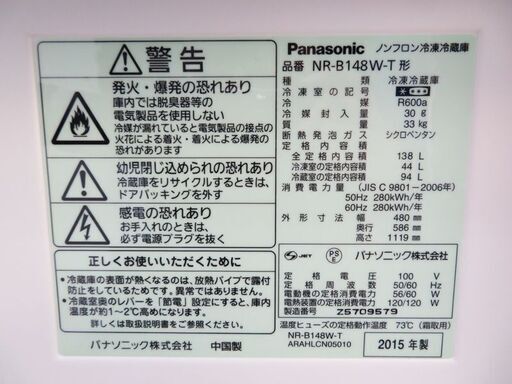 警告
発火・爆発の恐れあり
庫内では脱臭器等の
電気製品を使用しない
冷媒が漏れていると電気製品の接点の
火花による着火・着火による爆発の
恐れがあります
幼児閉じ込められの恐れあり
冷蔵庫をリサイクルするときは、
ドアパッキングを外す
感電の恐れあり
お手入れのときは、
必ず電源プラグを抜く
正しくお使いいただくために
・冷蔵庫の表面が熱くなるのは、放熱パイプで露付
防止をしているためです。異常ではありません。
・冷蔵室奥のレバーを「節電」設定にすると、庫内
温度が約1~2℃高めになります。
詳しくは取扱説明書をご覧ください。
パナソニック株式会社 中国製
Panasonic ノンフロン冷凍冷蔵庫
品番 NR-B148W-T 形
種類 冷凍冷蔵庫
冷凍室の記号
冷媒 R600a
冷媒量 30 g
質量 33 kg
断熱発泡ガス シクロペンタン
定格内容積
全定格内容積 138 L
冷凍室の定格内容積 44 L
冷蔵室の定格内容積 94 L
消費電力量 (JIS C 9801-2006年)
50Hz 280kWh/年
60Hz 280kWh/年
外形寸法 幅 480 mm
奥行 586 mm
高さ 1119 mm
JET PS E パナソニック株式会社
定格電圧 100 V
定格周波数 50/60 Hz
電動機の定格消費電力 56/60 W
電熱装置の定格消費電力 120/120 W
製造番号 Z5709579
温度ヒューズの定格動作温度 73℃ (霜取用)
NR-B148W-T
ARAHLCN05010 2015 年製